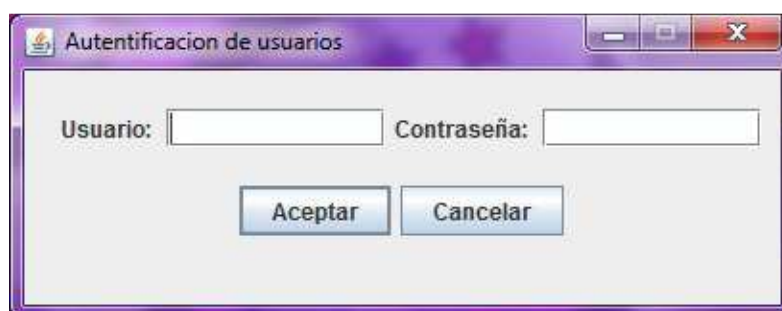 Autentificacion de usuarios
Usuario: Contraseña:
Aceptar Cancelar